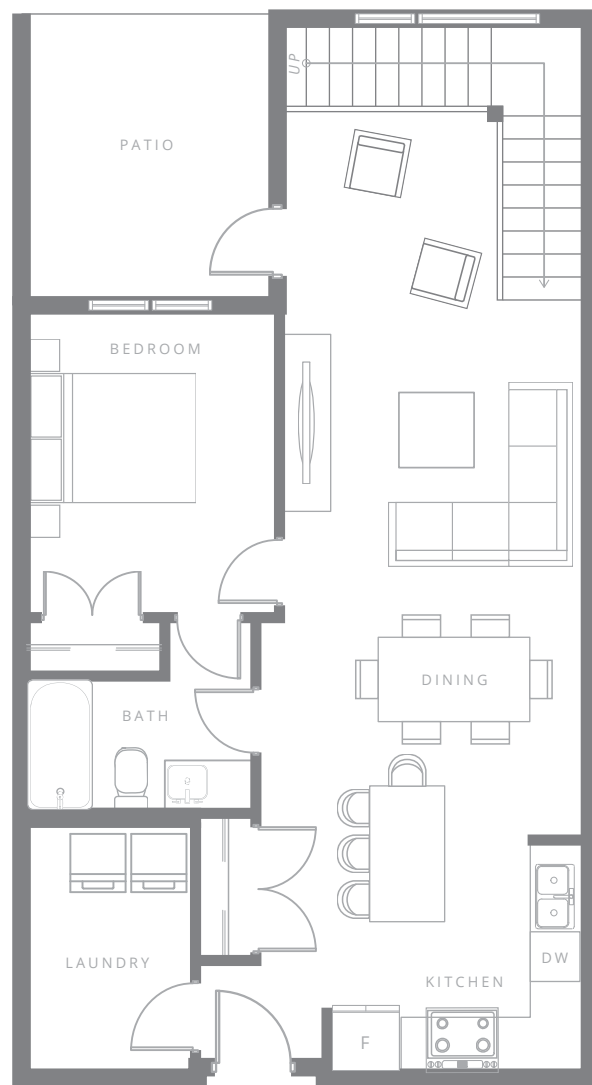 UP
PATIO
BEDROOM
DINING
BATH
DW
LAUNDRY
KITCHEN
F